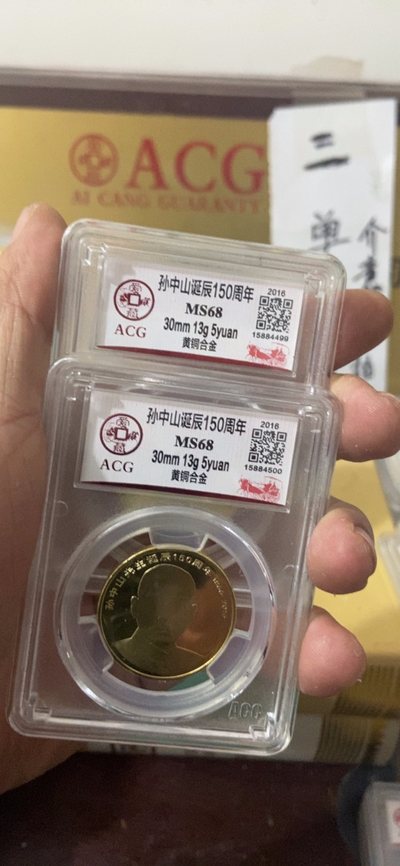 ACG
AI CANG GUARANTY
三
单
介
孙中山诞辰150周年
MS68
30mm 13g 5yuan
黄铜合金
2016
15884499
ACG
孙中山诞辰150周年
MS68
30mm 13g 5yuan
黄铜合金
2016
15884500
ACG
孙中山先生诞辰150周年
ACG